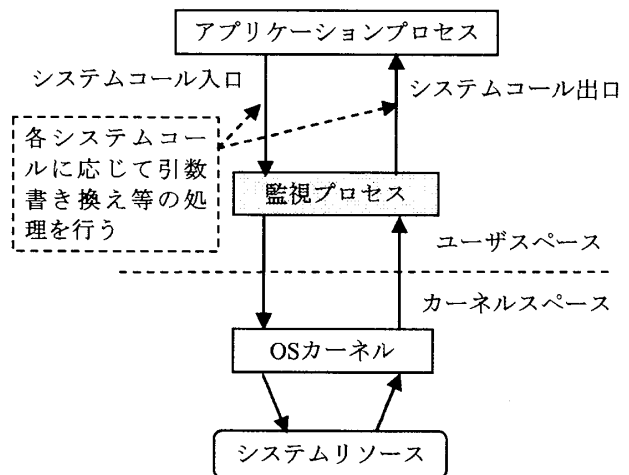 アプリケーションプロセス
システムコール入口
システムコール出口
各システムコー
ルに応じて引数
書き換え等の処
理を行う
監視プロセス
ユーザスペース
カーネルスペース
OSカーネル
システムリソース